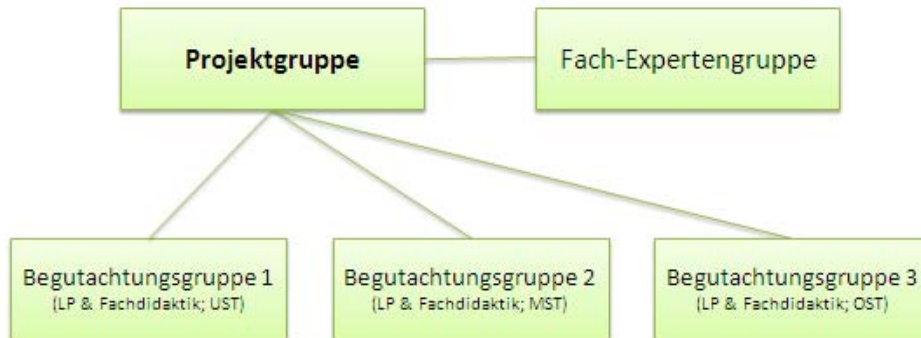 Projektgruppe
Fach-Expertengruppe
Begutachtungsgruppe 1
(LP & Fachdidaktik; UST)
Begutachtungsgruppe 2
(LP & Fachdidaktik; MST)
Begutachtungsgruppe 3
(LP & Fachdidaktik; OST)